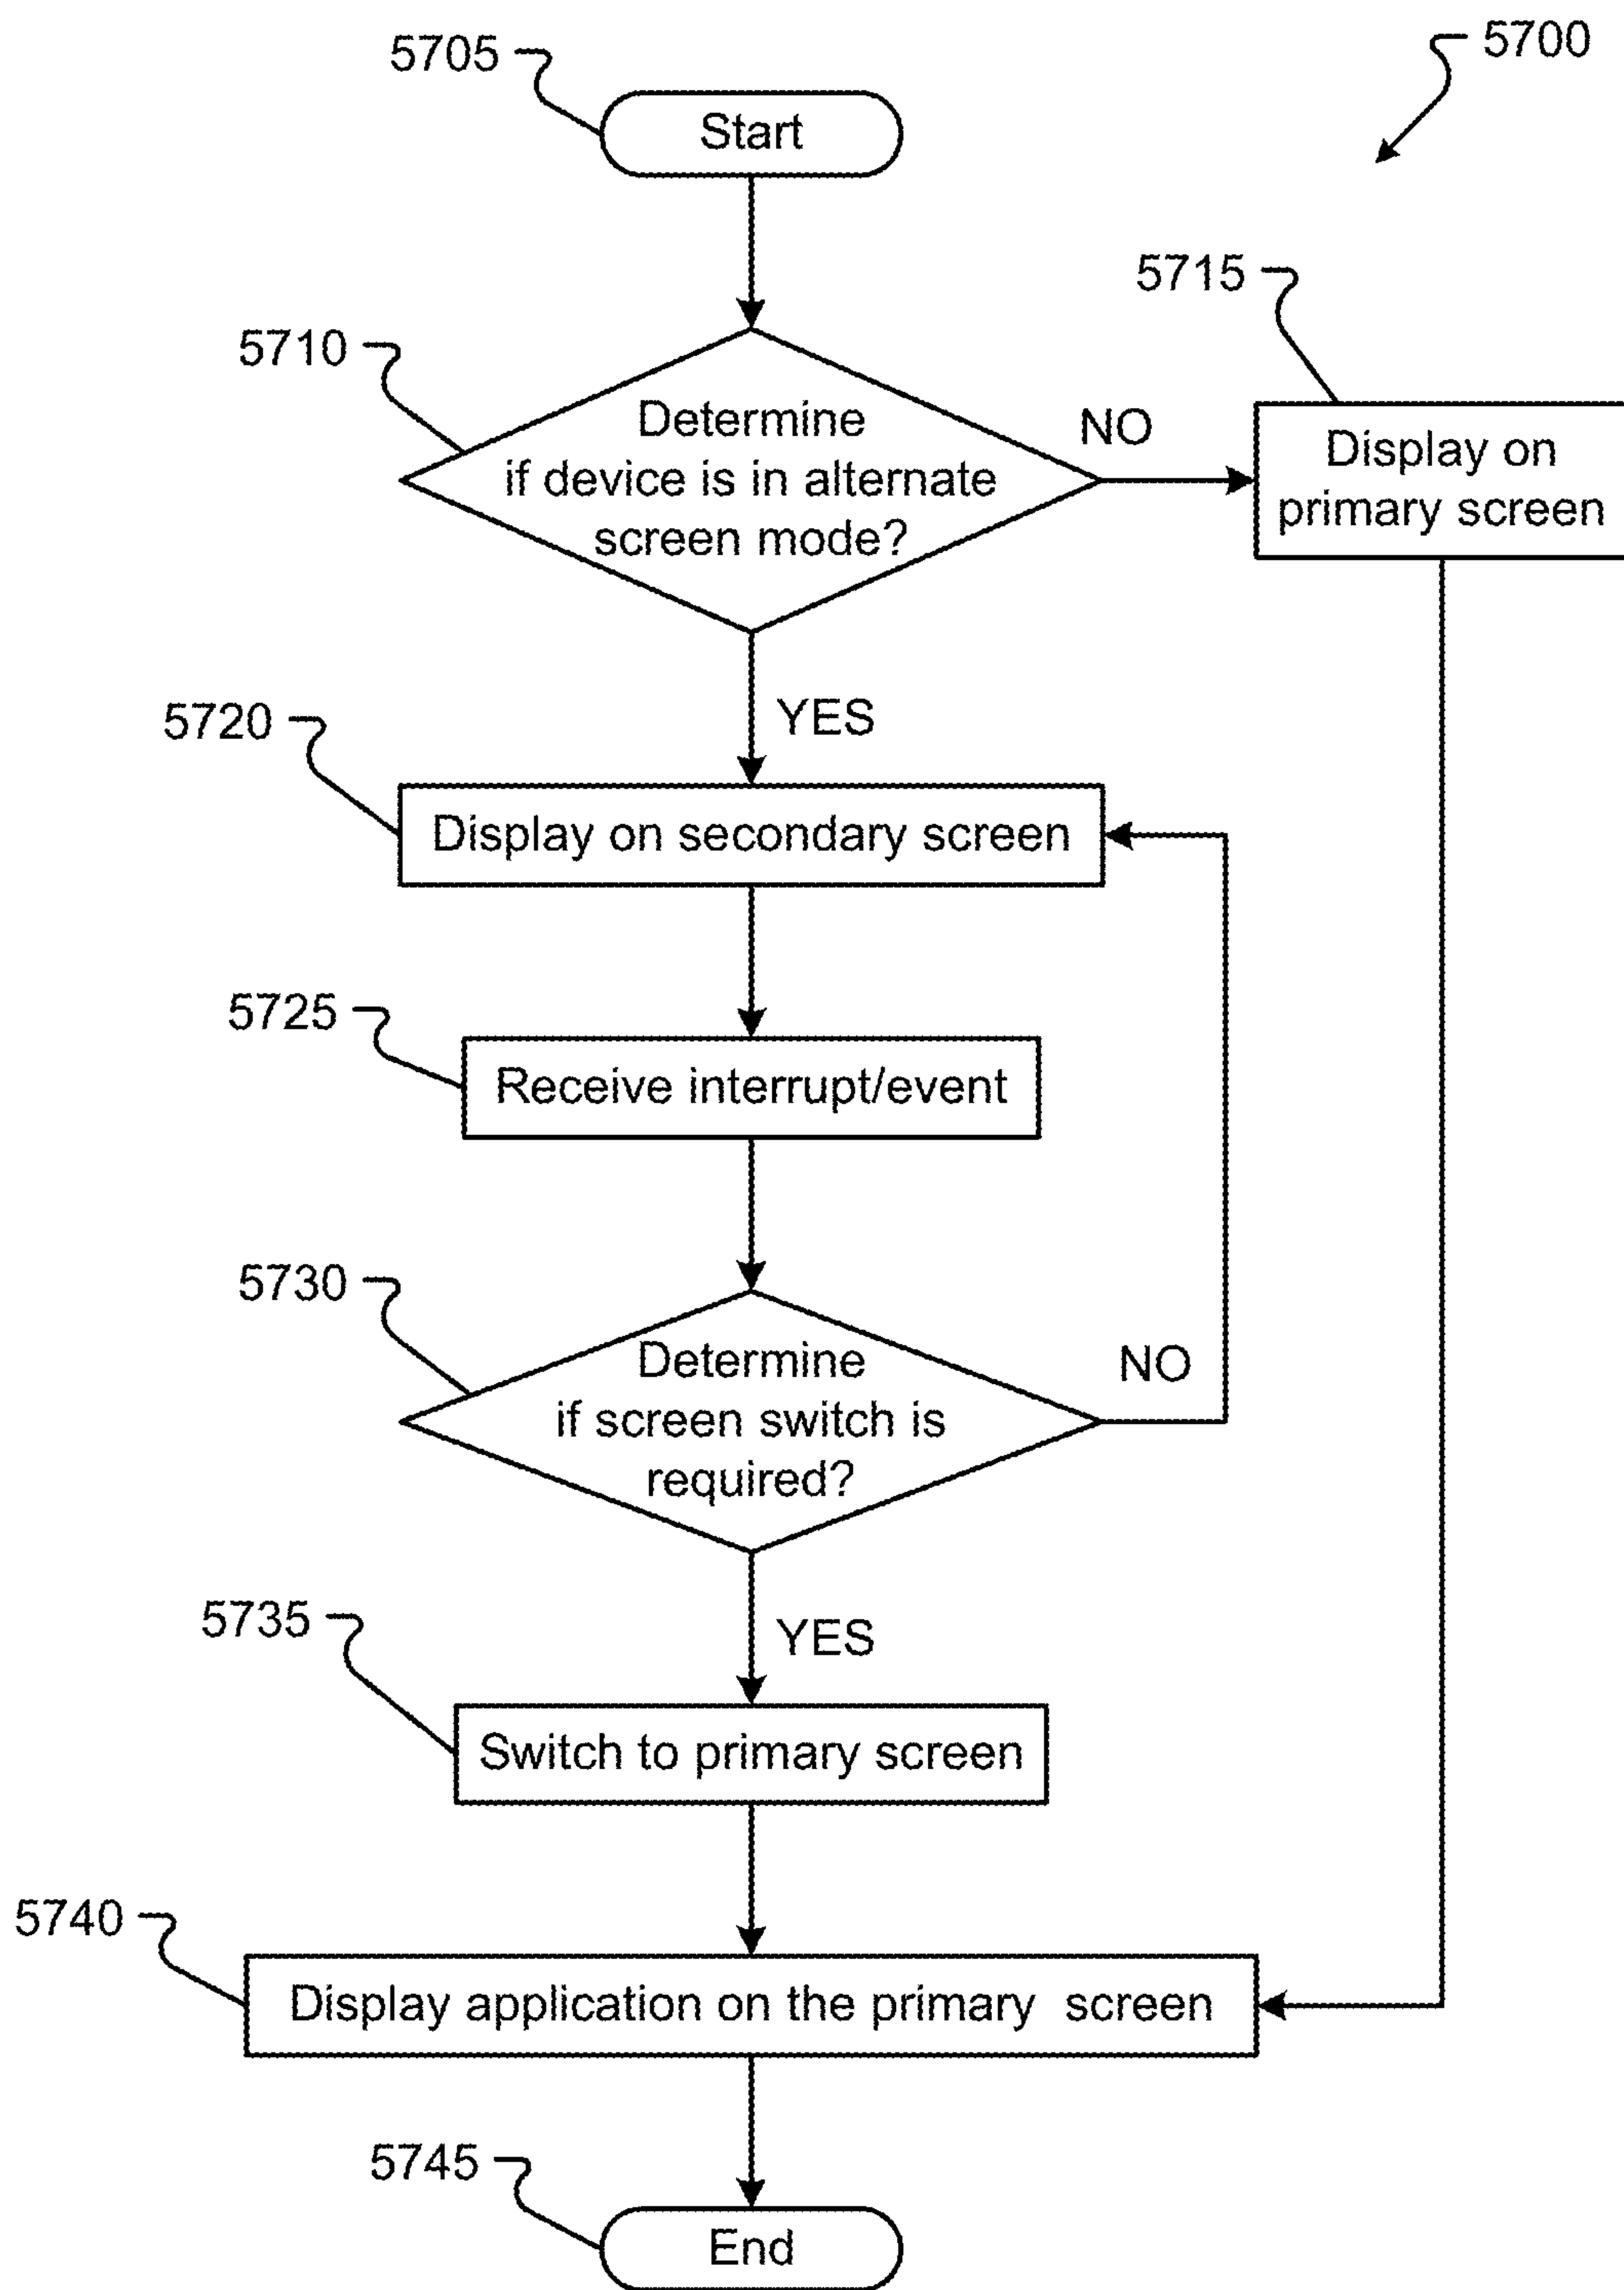 5700
5705
Start
5710
Determine
if device is in alternate
screen mode?
NO
5715
Display on
primary screen
YES
5720
Display on secondary screen
5725
Receive interrupt/event
5730
Determine
if screen switch is
required?
NO
YES
5735
Switch to primary screen
5740
Display application on the primary screen
5745
End